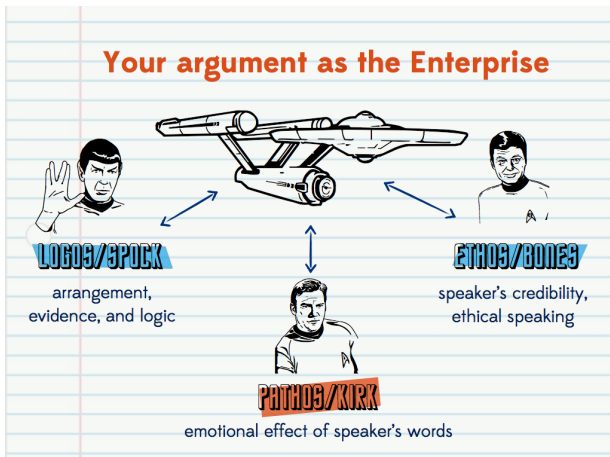 Your argument as the Enterprise
LOGOS/SPOCK
arrangement,
evidence, and logic
ETHOS/BONES
speaker's credibility,
ethical speaking
PATHOS/KIRK
emotional effect of speaker's words